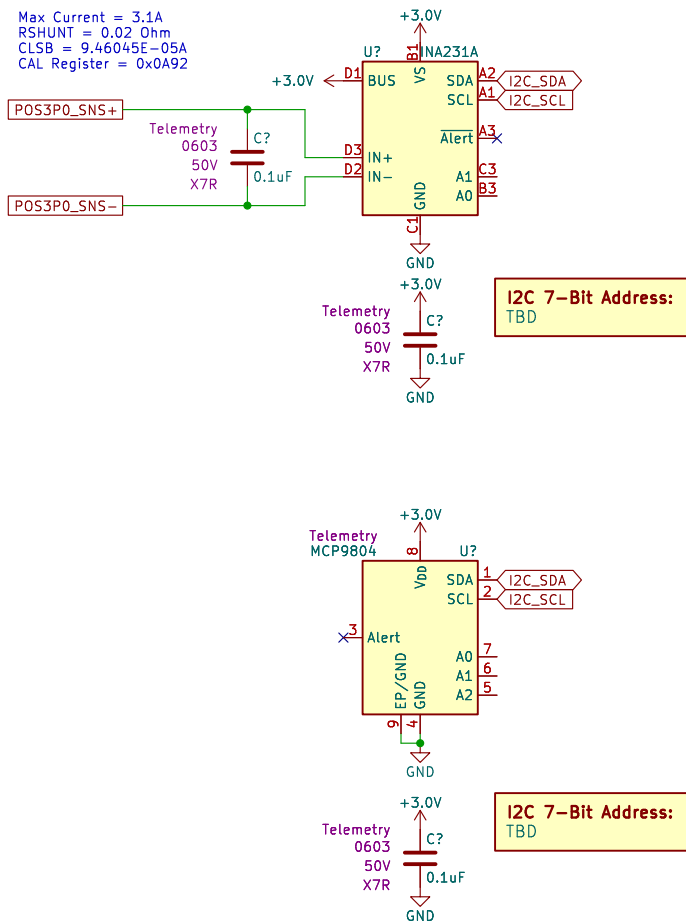 Max Current = 3.1A
RSHUNT = 0.02 Ohm
CLSB = 9.46045E-05A
CAL Register = 0x0A92
+3.0V
U?
INA231A
B1
VS
+3.0V
D1
BUS
SDA
A2
I2C_SDA
SCL
A1
I2C_SCL
POS3P0_SNS+
Telemetry
0603
50V
X7R
C?
0.1uF
Alert
A3
D3
IN+
D2
IN-
A1
C3
A0
B3
POS3P0_SNS-
GND
C1
GND
+3.0V
Telemetry
0603
50V
X7R
C?
0.1uF
GND
I2C 7-Bit Address:
TBD
+3.0V
Telemetry
MCP9804
8
U?
VDD
SDA
1
I2C_SDA
SCL
2
I2C_SCL
3
Alert
A0
7
A1
6
A2
5
EP/GND
GND
9
4
GND
+3.0V
Telemetry
0603
50V
X7R
C?
0.1uF
GND
I2C 7-Bit Address:
TBD